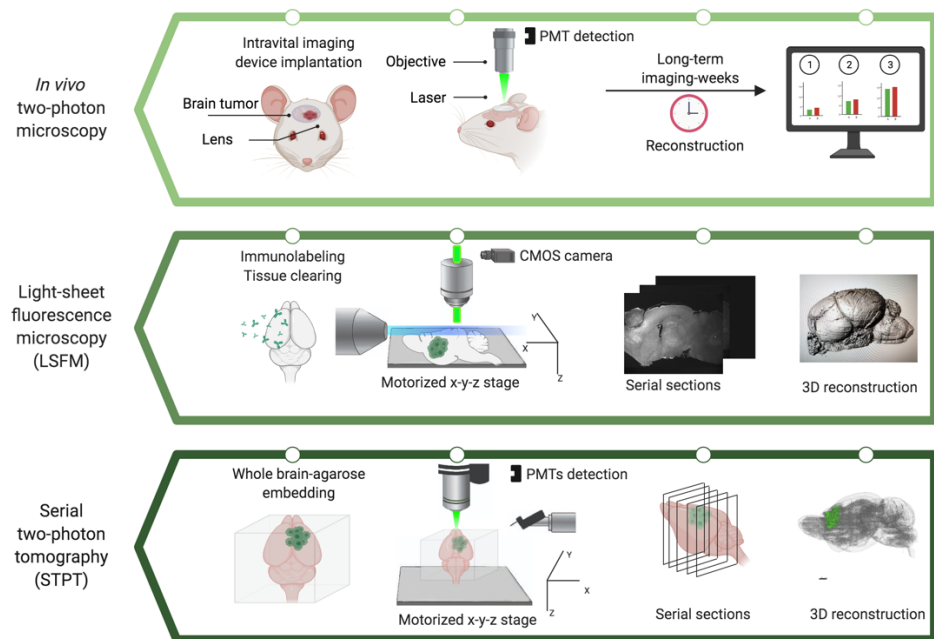 In vivo
two-photon
microscopy
Intravital imaging
device implantation
Brain tumor
Lens
Objective
Laser
PMT detection
Long-term
imaging-weeks
Reconstruction
1 2 3
Light-sheet
fluorescence
microscopy
(LSFM)
Immunolabeling
Tissue clearing
CMOS camera
Y
X
Z
Motorized x-y-z stage
Serial sections
3D reconstruction
Serial
two-photon
tomography
(STPT)
Whole brain-agarose
embedding
PMTs detection
Y
X
Z
Motorized x-y-z stage
Serial sections
3D reconstruction